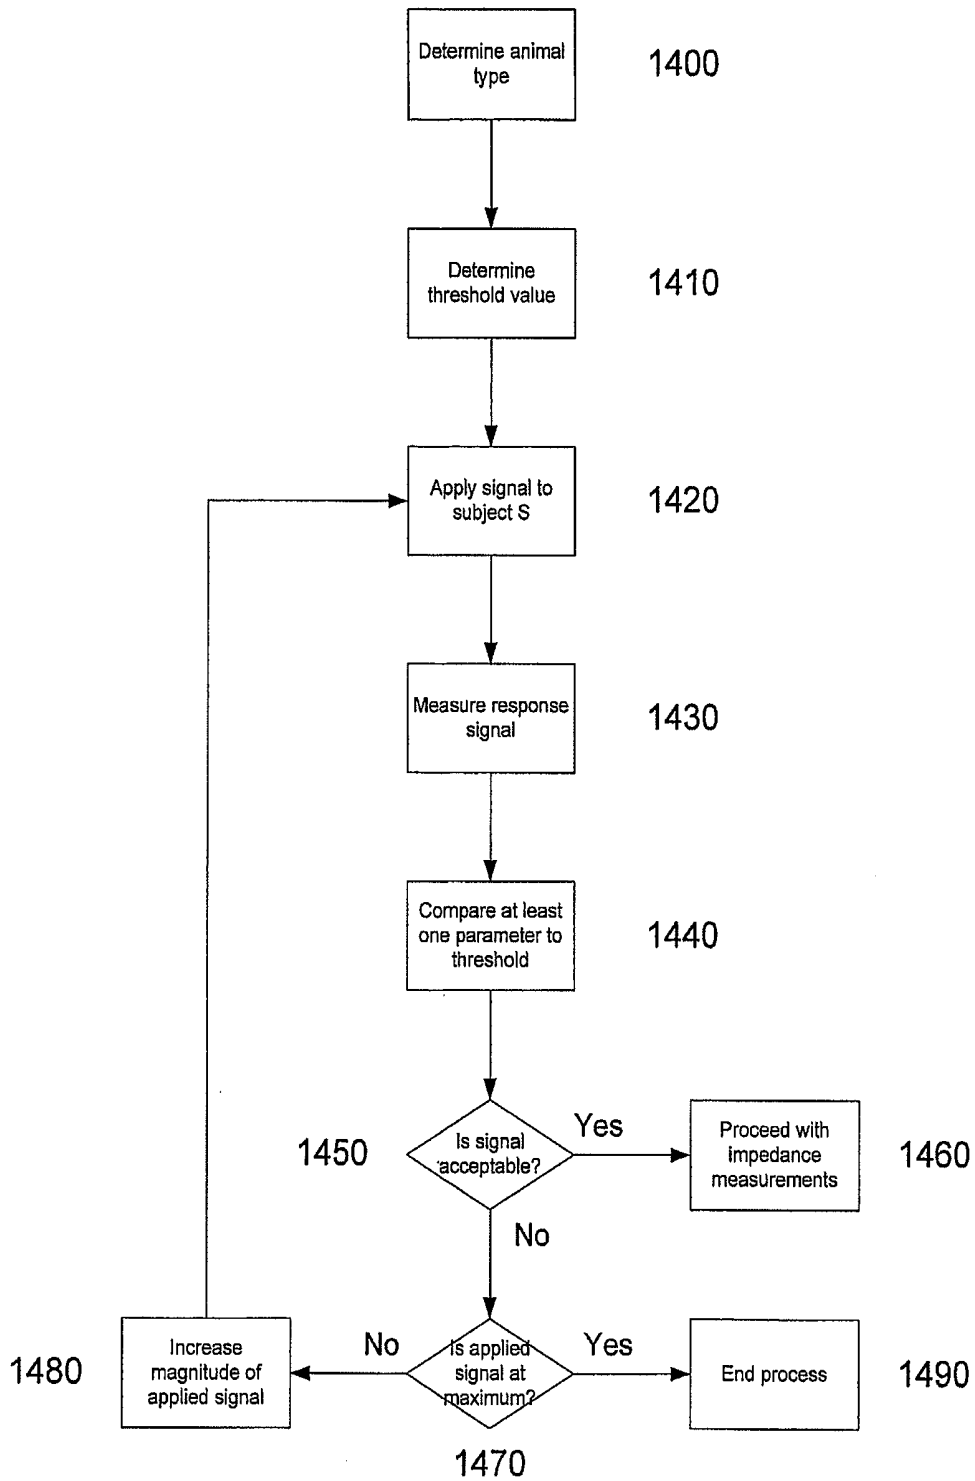 Determine animal
type
1400
Determine
threshold value
1410
Apply signal to
subject S
1420
Measure response
signal
1430
Compare at least
one parameter to
threshold
1440
1450
Is signal
acceptable?
Yes
Proceed with
impedance
measurements
1460
No
1480
Increase
magnitude of
applied signal
No
Is applied
signal at
maximum?
Yes
End process
1490
1470